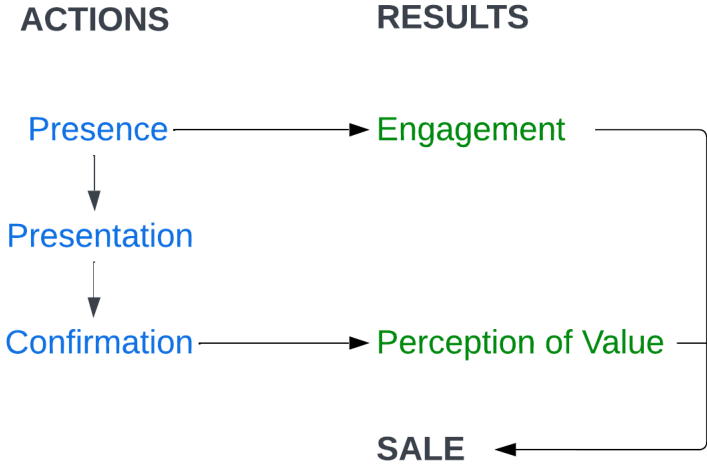 ACTIONS
RESULTS
Presence
Engagement
Presentation
Confirmation
Perception of Value
SALE